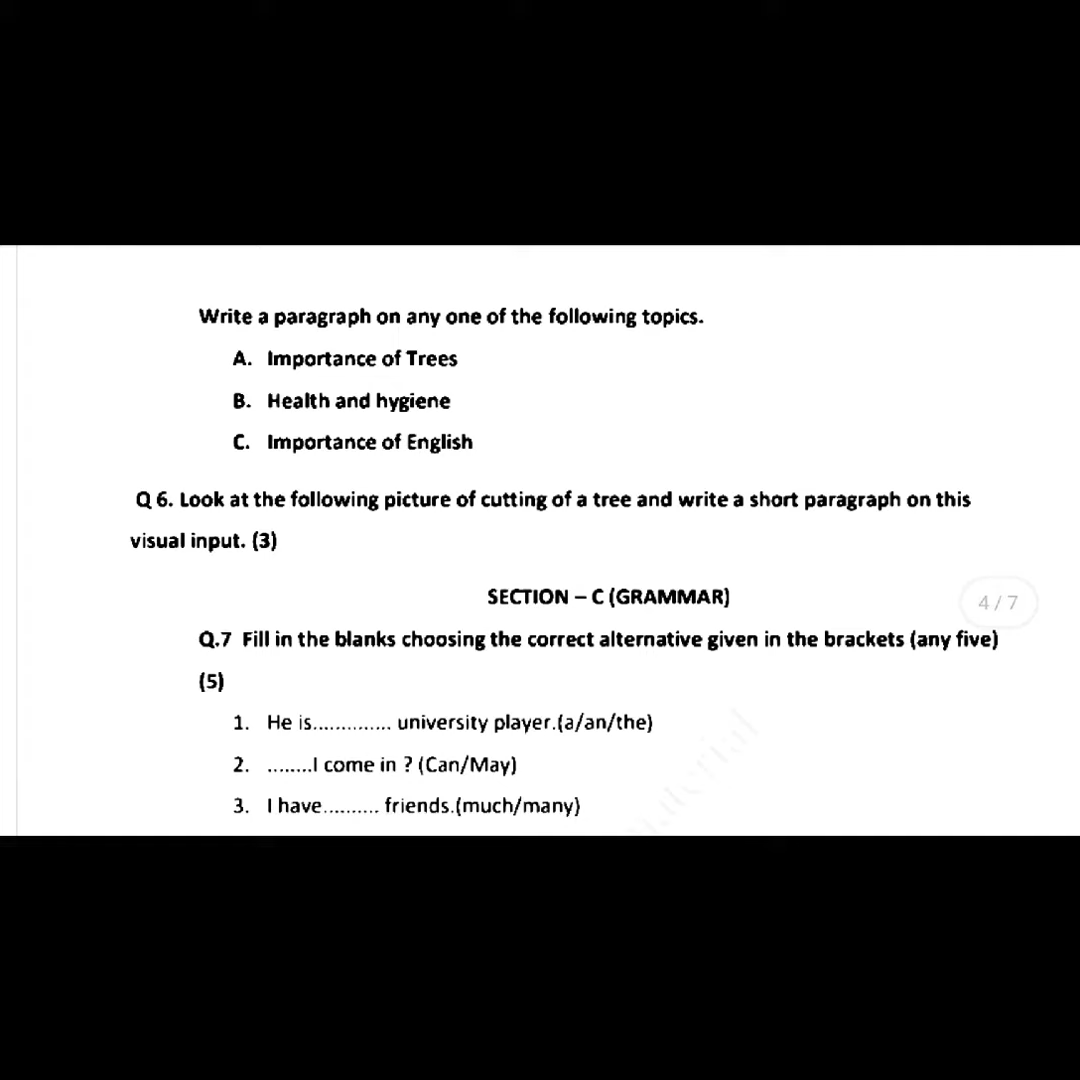 Write a paragraph on any one of the following topics.
A. Importance of Trees
B. Health and hygiene
C. Importance of English
Q 6. Look at the following picture of cutting of a tree and write a short paragraph on this
visual input. (3)
SECTION – C (GRAMMAR)
4 / 7
Q.7 Fill in the blanks choosing the correct alternative given in the brackets (any five)
(5)
1. He is............. university player.(a/an/the)
2. ........I come in ? (Can/May)
3. I have.......... friends.(much/many)